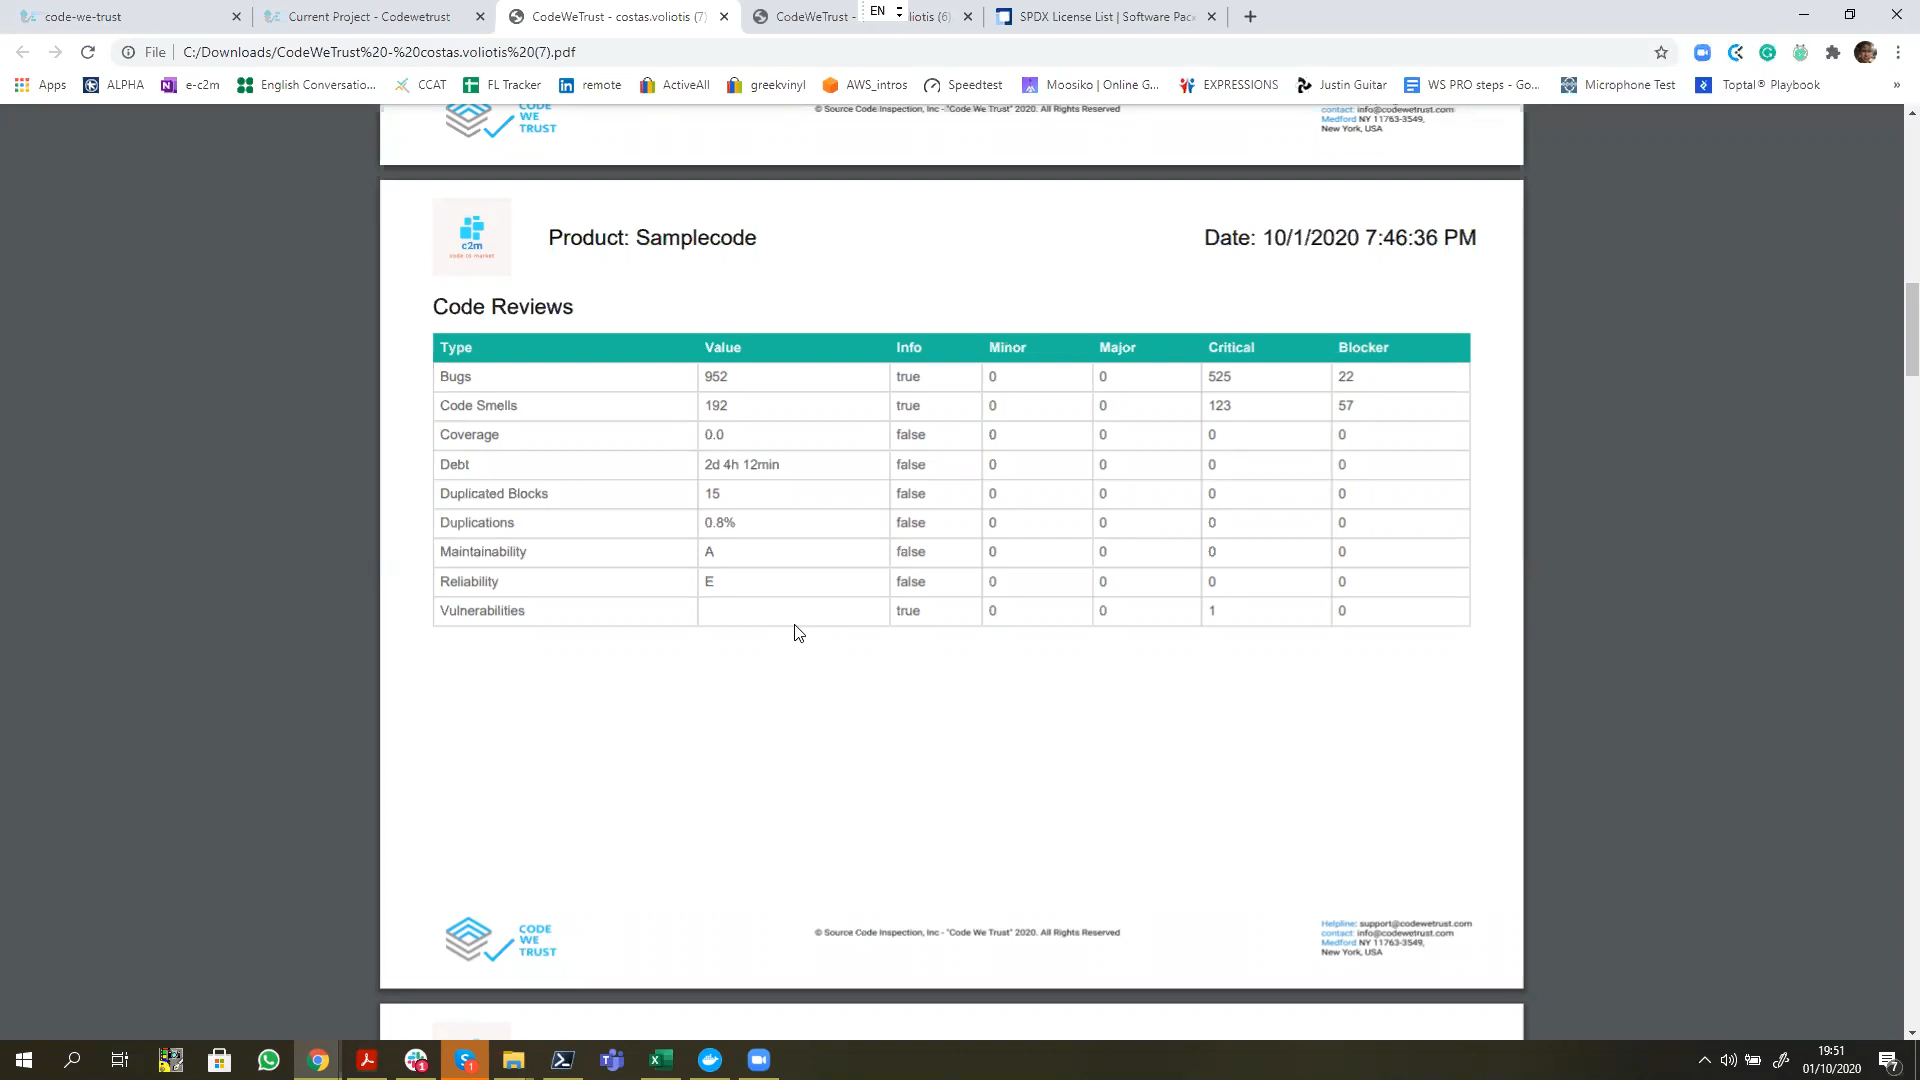 code-we-trust
Current Project - Codewetrust
CodeWeTrust - costas.voliotis (7)
CodeWeTrust -
EN
liotis (6)
SPDX License List | Software Pac
File
C:/Downloads/CodeWeTrust%20-%20costas.voliotis%20(7).pdf
Apps
ALPHA
e-c2m
English Conversatio...
CCAT
FL Tracker
remote
ActiveAll
greekvinyl
AWS_intros
Speedtest
Moosiko | Online G...
EXPRESSIONS
Justin Guitar
WS PRO steps - Go...
Microphone Test
Toptal® Playbook
»
CODE
WE
TRUST
© Source Code Inspection, Inc - "Code We Trust" 2020. All Rights Reserved
contact: info@codewetrust.com
Medford NY 11763-3549,
New York, USA
c2m
code to market
Product: Samplecode
Date: 10/1/2020 7:46:36 PM
Code Reviews
Type Value Info Minor Major Critical Blocker
Bugs 952 true 0 0 525 22
Code Smells 192 true 0 0 123 57
Coverage 0.0 false 0 0 0 0
Debt 2d 4h 12min false 0 0 0 0
Duplicated Blocks 15 false 0 0 0 0
Duplications 0.8% false 0 0 0 0
Maintainability A false 0 0 0 0
Reliability E false 0 0 0 0
Vulnerabilities true 0 0 1 0
CODE
WE
TRUST
© Source Code Inspection, Inc - "Code We Trust" 2020. All Rights Reserved
Helpline: support@codewetrust.com
contact: info@codewetrust.com
Medford NY 11763-3549,
New York, USA
19:51
01/10/2020
7